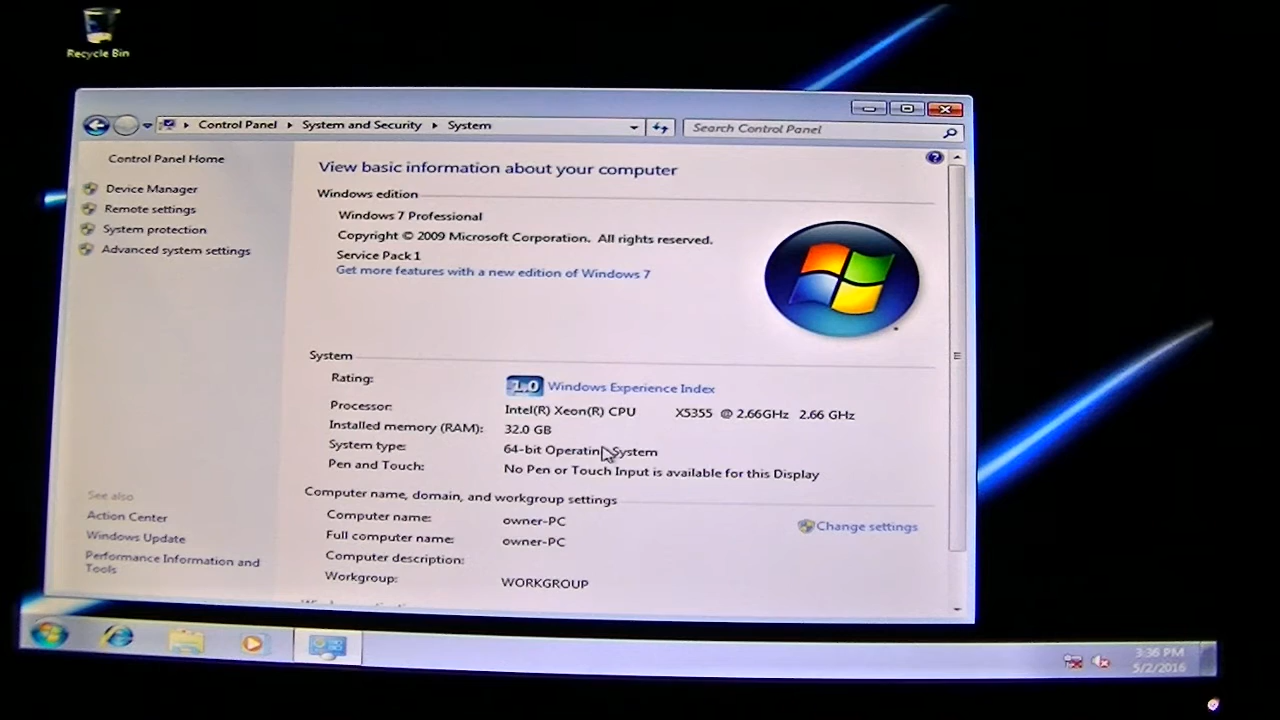 Recycle Bin
Control Panel System and Security System
Search Control Panel
Control Panel Home
Device Manager
Remote settings
System protection
Advanced system settings
See also
Action Center
Windows Update
Performance Information and
Tools
View basic information about your computer
Windows edition
Windows 7 Professional
Copyright © 2009 Microsoft Corporation. All rights reserved.
Service Pack 1
Get more features with a new edition of Windows 7
System
Rating: 1.0 Windows Experience Index
Processor: Intel(R) Xeon(R) CPU X5355 @ 2.66GHz 2.66 GHz
Installed memory (RAM): 32.0 GB
System type: 64-bit Operating System
Pen and Touch: No Pen or Touch Input is available for this Display
Computer name, domain, and workgroup settings
Computer name: owner-PC
Change settings
Full computer name: owner-PC
Computer description:
Workgroup: WORKGROUP
3:36 PM
5/2/2016